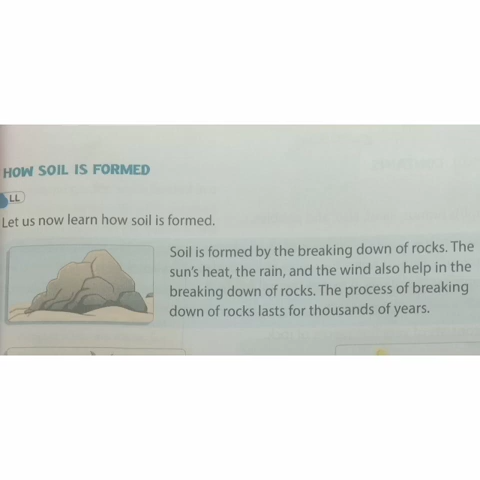 HOW SOIL IS FORMED
LL
Let us now learn how soil is formed.
Soil is formed by the breaking down of rocks. The
sun's heat, the rain, and the wind also help in the
breaking down of rocks. The process of breaking
down of rocks lasts for thousands of years.